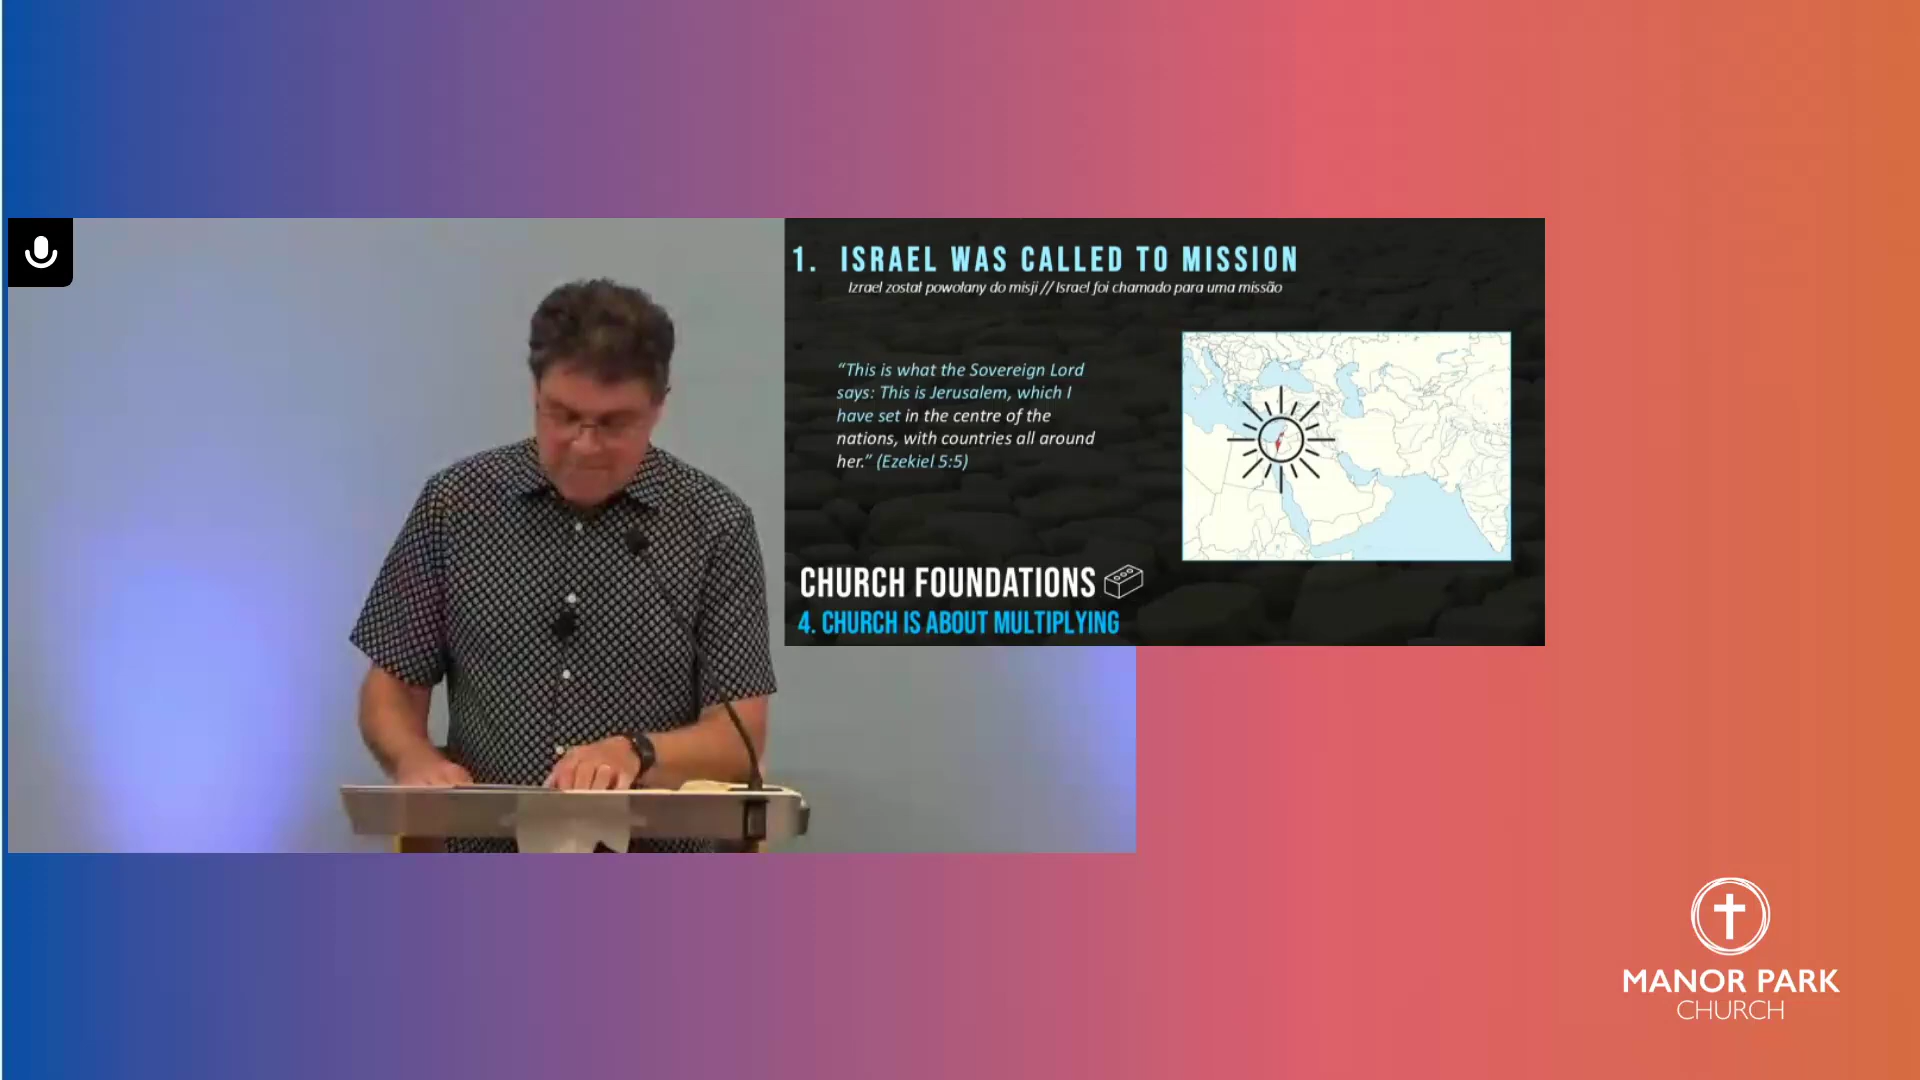 1. ISRAEL WAS CALLED TO MISSION
Izrael został powołany do misji // Israel foi chamado para uma missão
“This is what the Sovereign Lord
says: This is Jerusalem, which I
have set in the centre of the
nations, with countries all around
her.” (Ezekiel 5:5)
CHURCH FOUNDATIONS
4. CHURCH IS ABOUT MULTIPLYING
MANOR PARK
CHURCH